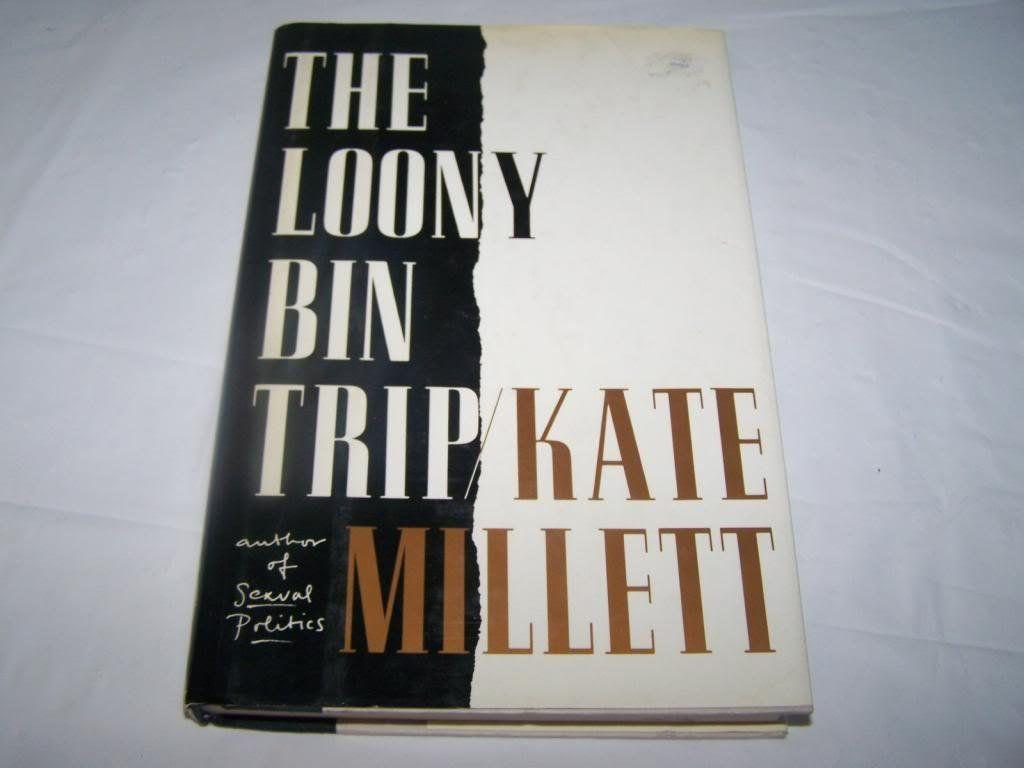 THE
LOONY
BIN
TRIP/KATE
MILLETT
author
of
Sexual
Politics